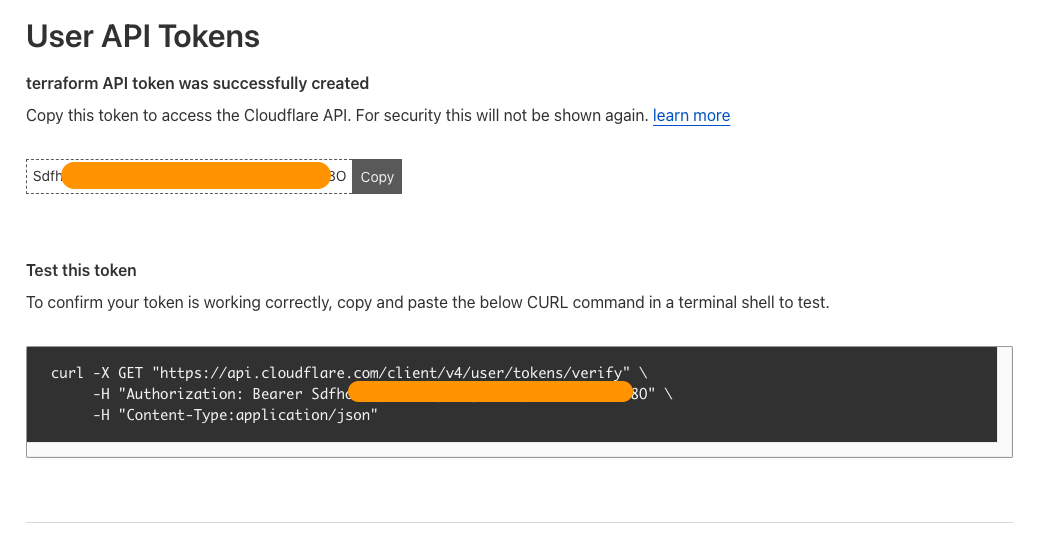 User API Tokens
terraform API token was successfully created
Copy this token to access the Cloudflare API. For security this will not be shown again. learn more
Sdfh 3O Copy
Test this token
To confirm your token is working correctly, copy and paste the below CURL command in a terminal shell to test.
curl -X GET "https://api.cloudflare.com/client/v4/user/tokens/verify" \
-H "Authorization: Bearer Sdfh 8O" \
-H "Content-Type:application/json"